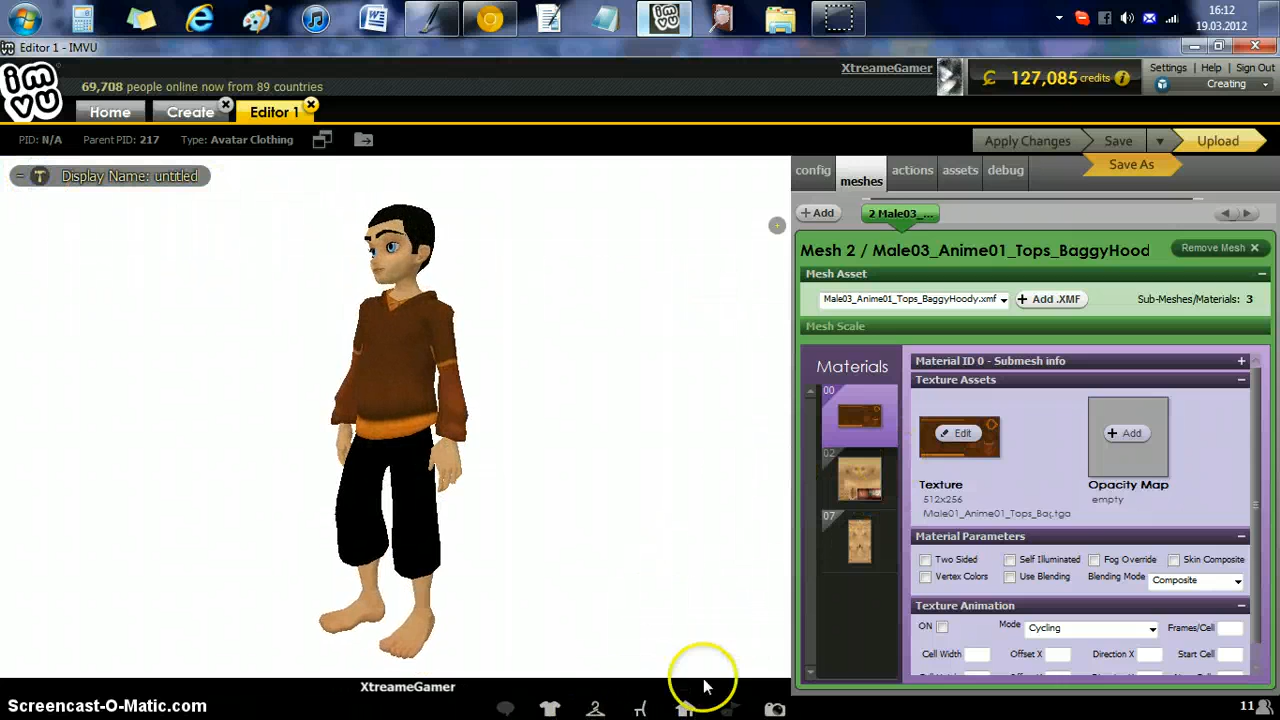 16:12
19.03.2012
Editor 1 - IMVU
imvu
69,708 people online now from 89 countries
XtreameGamer
127,085 credits
Settings | Help | Sign Out
Creating
Home
Create
Editor 1
PID: N/A
Parent PID: 217
Type: Avatar Clothing
Apply Changes
Save
Upload
Save As
Display Name: untitled
config
meshes
actions
assets
debug
+ Add
2 Male03_...
Mesh 2 / Male03_Anime01_Tops_BaggyHood
Remove Mesh
Mesh Asset
Male03_Anime01_Tops_BaggyHoody.xmf
+ Add .XMF
Sub-Meshes/Materials: 3
Mesh Scale
Materials
00
02
07
Material ID 0 - Submesh info
Texture Assets
Edit
+ Add
Texture
512x256
Male01_Anime01_Tops_Bag.tga
Opacity Map
empty
Material Parameters
Two Sided
Self Illuminated
Fog Override
Skin Composite
Vertex Colors
Use Blending
Blending Mode
Composite
Texture Animation
ON
Mode
Cycling
Frames/Cell
Cell Width
Offset X
Direction X
Start Cell
XtreameGamer
Screencast-O-Matic.com
11